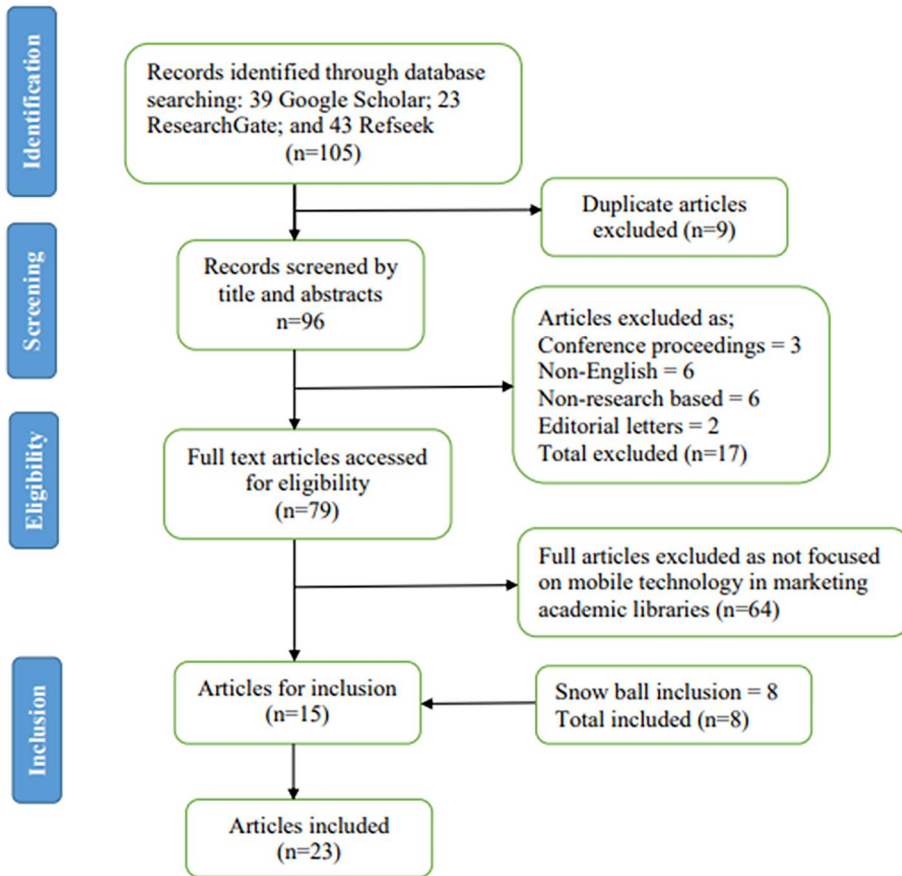 Identification
Records identified through database
searching: 39 Google Scholar; 23
ResearchGate; and 43 Refseek
(n=105)
Duplicate articles
excluded (n=9)
Screening
Records screened by
title and abstracts
n=96
Articles excluded as;
Conference proceedings = 3
Non-English = 6
Non-research based = 6
Editorial letters = 2
Total excluded (n=17)
Eligibility
Full text articles accessed
for eligibility
(n=79)
Full articles excluded as not focused
on mobile technology in marketing
academic libraries (n=64)
Inclusion
Articles for inclusion
(n=15)
Snow ball inclusion = 8
Total included (n=8)
Articles included
(n=23)